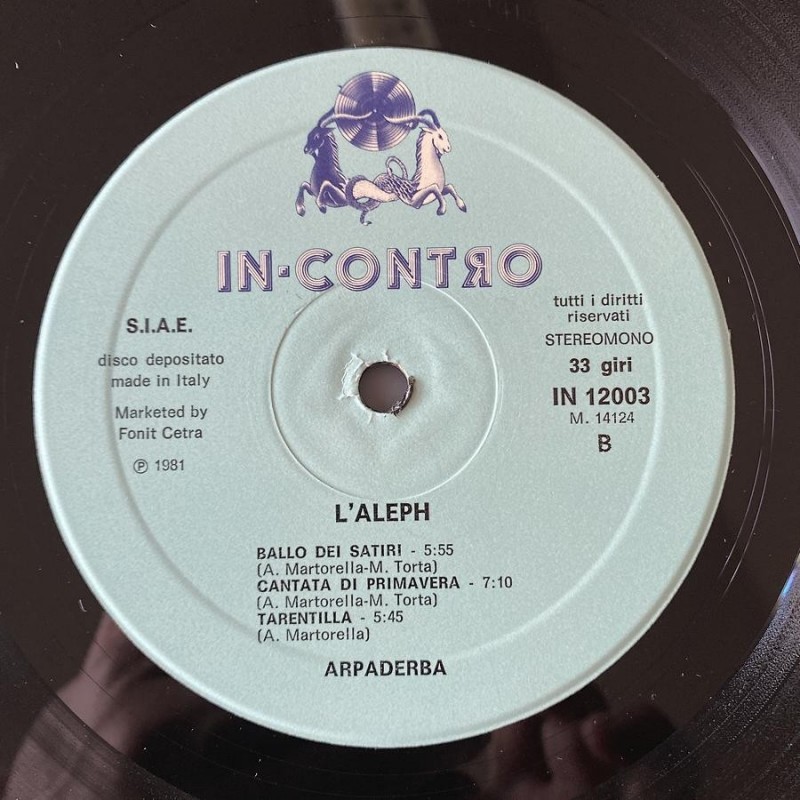 IN-CONTЯO
S.I.A.E.
disco depositato
made in Italy
Marketed by
Fonit Cetra
℗ 1981
tutti i diritti
riservati
STEREOMONO
33 giri
IN 12003
M. 14124
B
L'ALEPH
BALLO DEI SATIRI - 5:55
(A. Martorella-M. Torta)
CANTATA DI PRIMAVERA - 7:10
(A. Martorella-M. Torta)
TARENTILLA - 5:45
(A. Martorella)
ARPADERBA